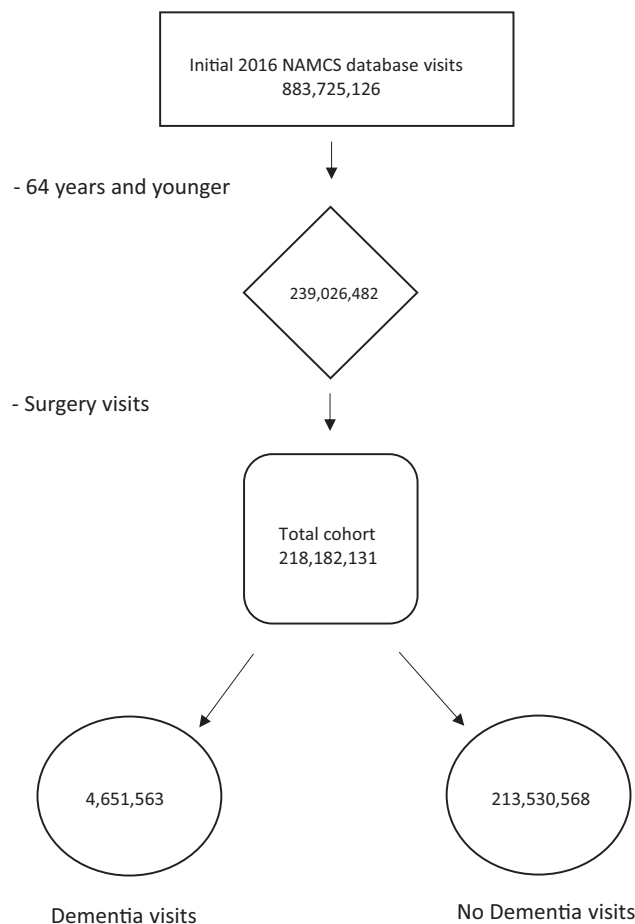 Initial 2016 NAMCS database visits
883,725,126
- 64 years and younger
239,026,482
- Surgery visits
Total cohort
218,182,131
4,651,563
213,530,568
Dementia visits
No Dementia visits